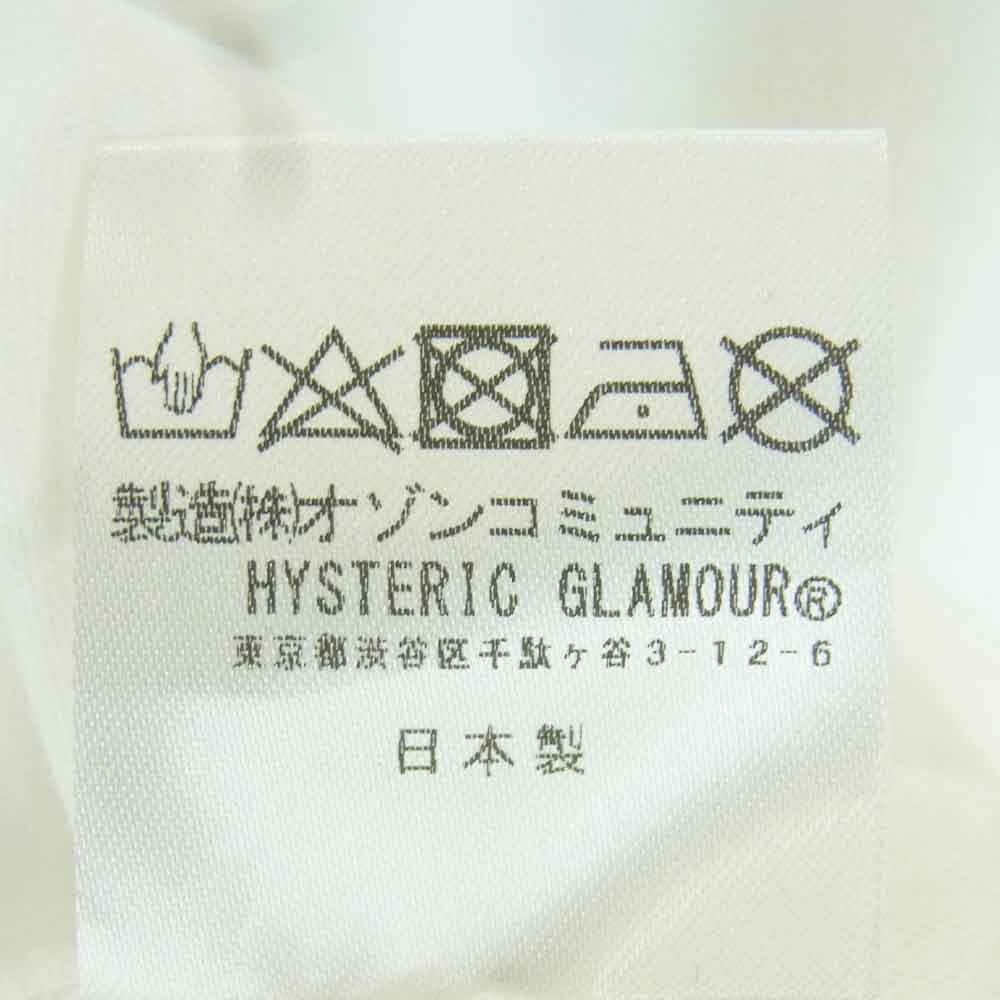 製造(株)オゾンコミュニティ
HYSTERIC GLAMOUR®
東京都渋谷区千駄ヶ谷3-12-6
日本製